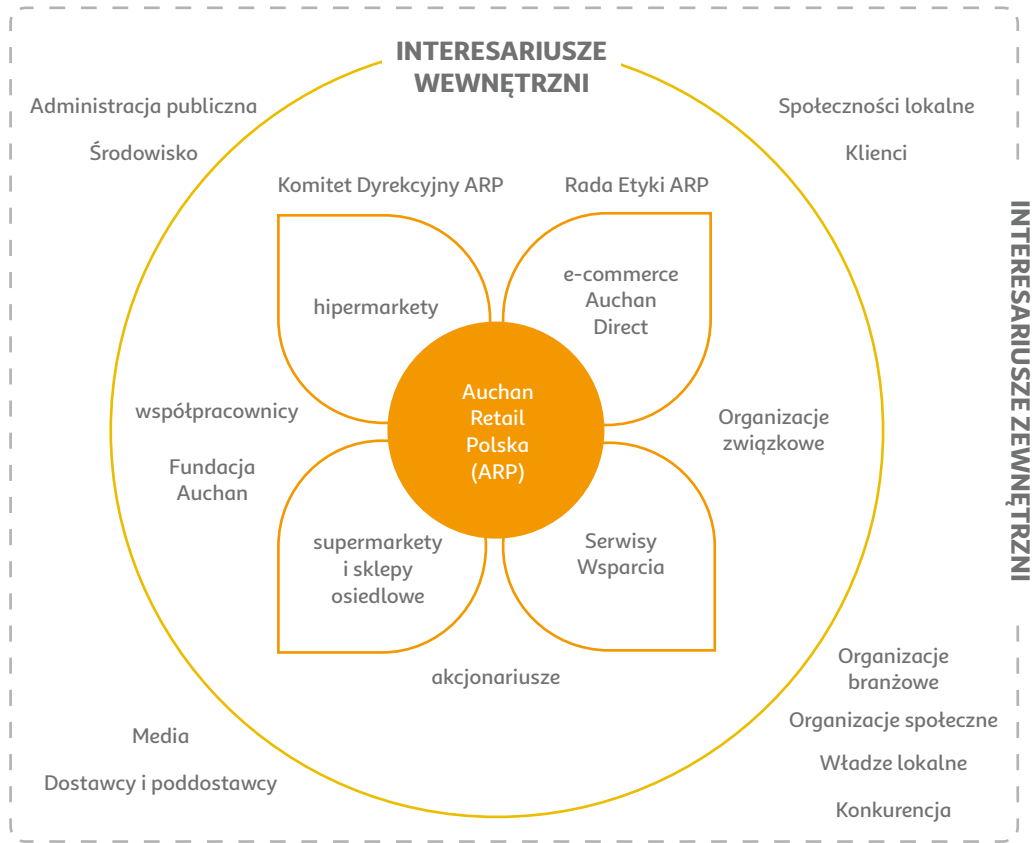 INTERESARIUSZE
WEWNĘTRZNI
Administracja publiczna
Środowisko
Społeczności lokalne
Klienci
Komitet Dyrekcyjny ARP
Rada Etyki ARP
hipermarkety
e-commerce
Auchan
Direct
INTERESARIUSZE ZEWNĘTRZNI
Auchan
Retail
Polska
(ARP)
współpracownicy
Fundacja
Auchan
Organizacje
związkowe
supermarkety
i sklepy
osiedlowe
Serwisy
Wsparcia
akcjonariusze
Media
Dostawcy i poddostawcy
Organizacje
branżowe
Organizacje społeczne
Władze lokalne
Konkurencja